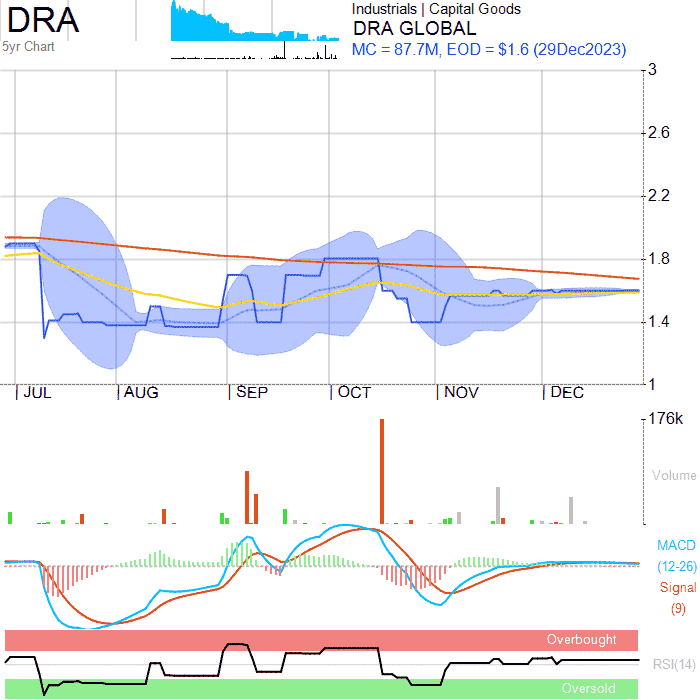 DRA
5yr Chart
Industrials | Capital Goods
DRA GLOBAL
MC = 87.7M, EOD = $1.6 (29Dec2023)
3
2.6
2.2
1.8
1.4
1
JUL AUG SEP OCT NOV DEC
176k
Volume
MACD
(12-26)
Signal
(9)
Overbought
RSI(14)
Oversold